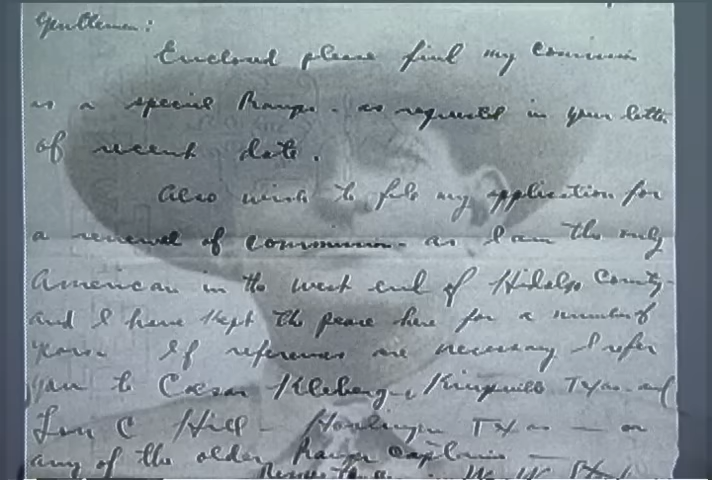 Gentlemen:
Enclosed please find my commission
as a special Ranger - as requested in your letter
of recent date.
Also wish to file my application for
a renewal of commission - as I am the only
American in the west end of Hidalgo County -
and I have kept the peace here for a number of
years. If references are necessary I refer
you to Caesar Kleberg, Kingsville Texas and
Lon C Hill - Harlingen Texas - or
any of the older Ranger Captains -